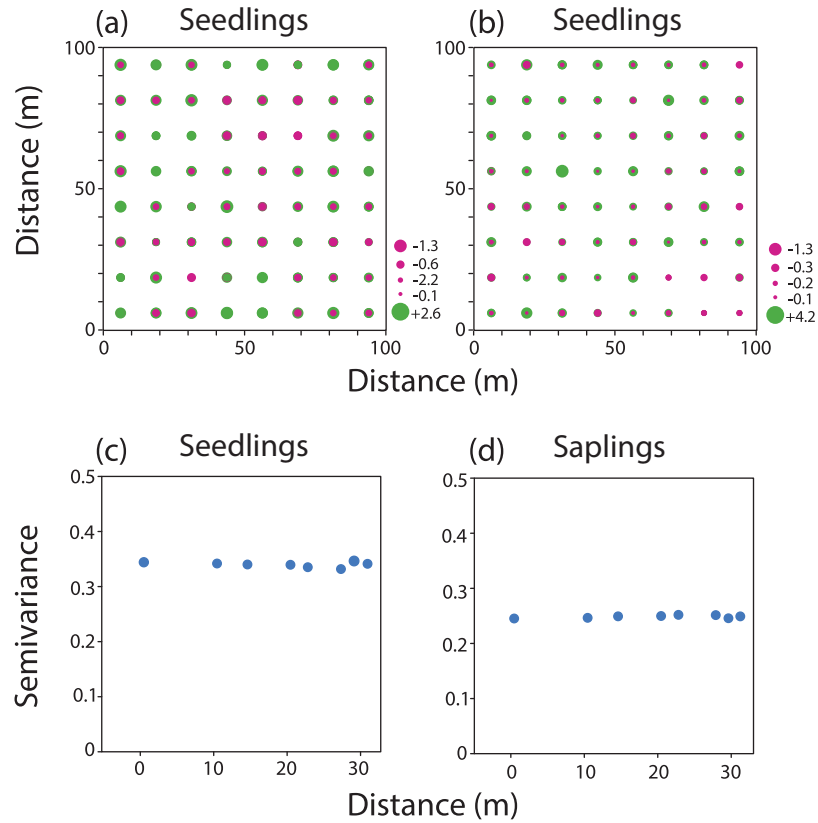 (a) Seedlings
(b) Seedlings
Distance (m)
100
50
0
0 50 100
-1.3
-0.6
-2.2
-0.1
+2.6
100
50
0
0 50 100
-1.3
-0.3
-0.2
-0.1
+4.2
Distance (m)
(c) Seedlings
(d) Saplings
Semivariance
0.5
0.4
0.3
0.2
0.1
0
0 10 20 30
0.5
0.4
0.3
0.2
0.1
0
0 10 20 30
Distance (m)